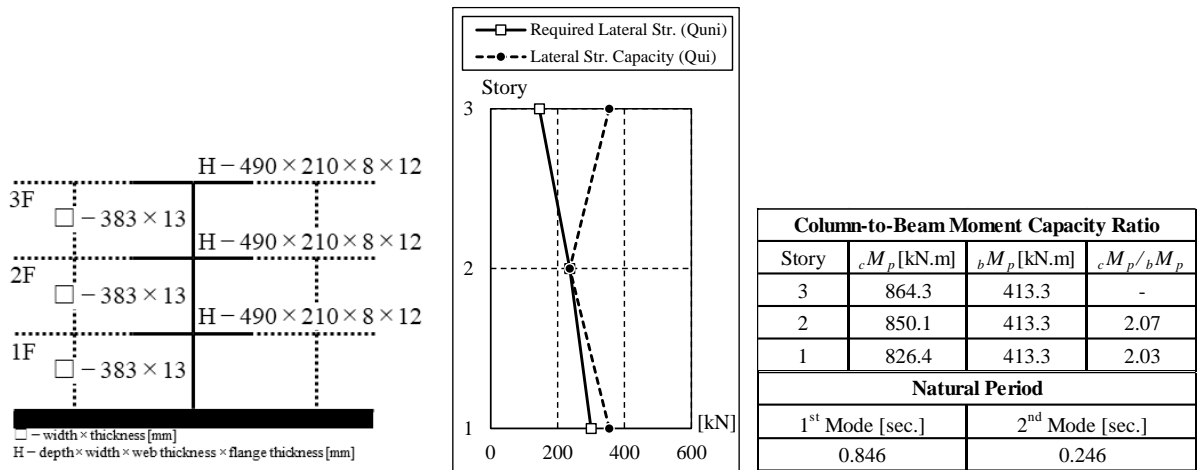 H－490×210×8×12
3F
□－383×13
H－490×210×8×12
2F
□－383×13
H－490×210×8×12
1F
□－383×13
□－width×thickness[mm]
H－depth×width×web thickness×flange thickness[mm]
Required Lateral Str. (Quni)
Lateral Str. Capacity (Qui)
Story
3
0 200 400 600
2
1 [kN]
Column-to-Beam Moment Capacity Ratio
Story cMp[kN.m] bMp[kN.m] cMp/bMp
3 864.3 413.3 -
2 850.1 413.3 2.07
1 826.4 413.3 2.03
Natural Period
1st Mode [sec.] 2nd Mode [sec.]
0.846 0.246